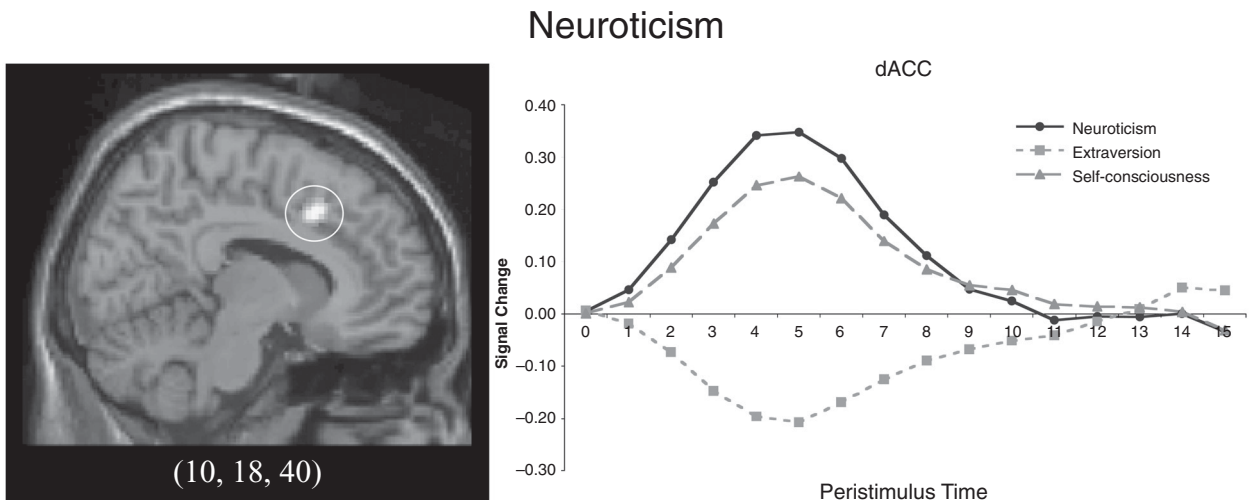 Neuroticism
(10, 18, 40)
dACC
Neuroticism
Extraversion
Self-consciousness
Signal Change
0.40
0.30
0.20
0.10
0.00
–0.10
–0.20
–0.30
0 1 2 3 4 5 6 7 8 9 10 11 12 13 14 15
Peristimulus Time